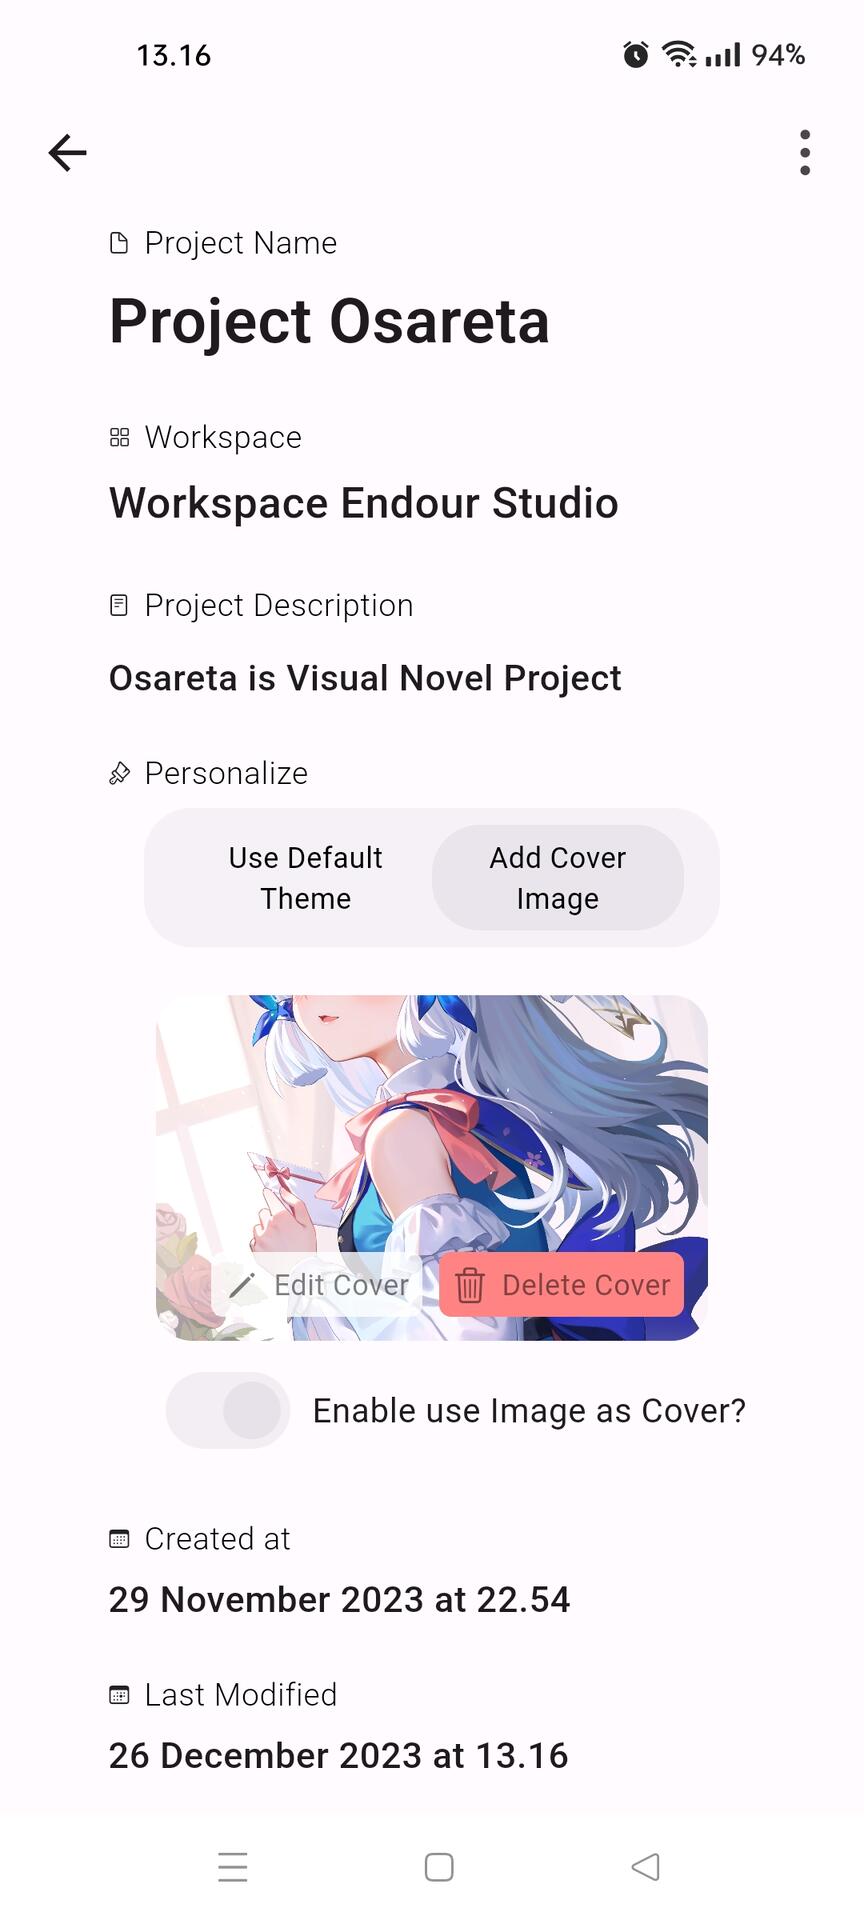 13.16
94%
Project Name
Project Osareta
Workspace
Workspace Endour Studio
Project Description
Osareta is Visual Novel Project
Personalize
Use Default
Theme
Add Cover
Image
Edit Cover
Delete Cover
Enable use Image as Cover?
Created at
29 November 2023 at 22.54
Last Modified
26 December 2023 at 13.16